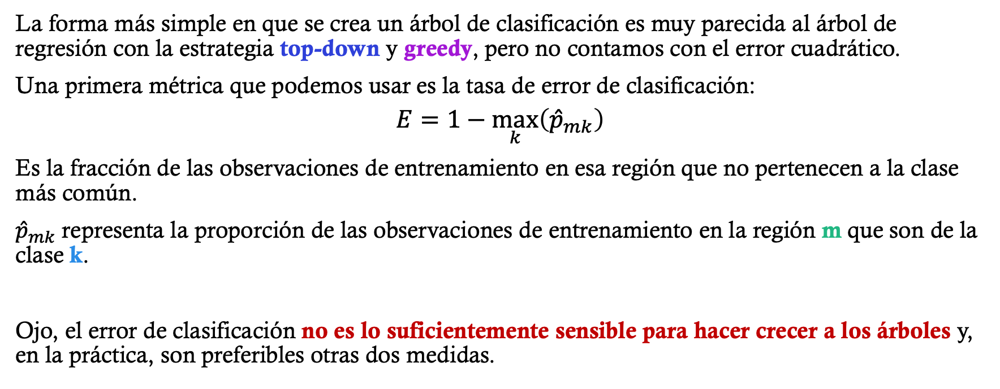 La forma más simple en que se crea un árbol de clasificación es muy parecida al árbol de
regresión con la estrategia top-down y greedy, pero no contamos con el error cuadrático.
Una primera métrica que podemos usar es la tasa de error de clasificación:
E = 1 − max(p̂mk)
k
Es la fracción de las observaciones de entrenamiento en esa región que no pertenecen a la clase
más común.
p̂mk representa la proporción de las observaciones de entrenamiento en la región m que son de la
clase k.
Ojo, el error de clasificación no es lo suficientemente sensible para hacer crecer a los árboles y,
en la práctica, son preferibles otras dos medidas.